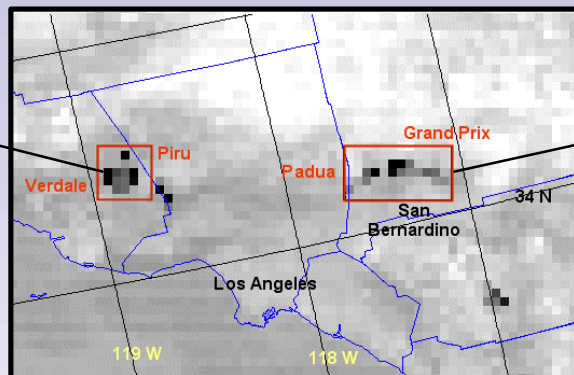 Grand Prix
Piru
Padua
Verdale
34 N
San
Bernardino
Los Angeles
119 W
118 W